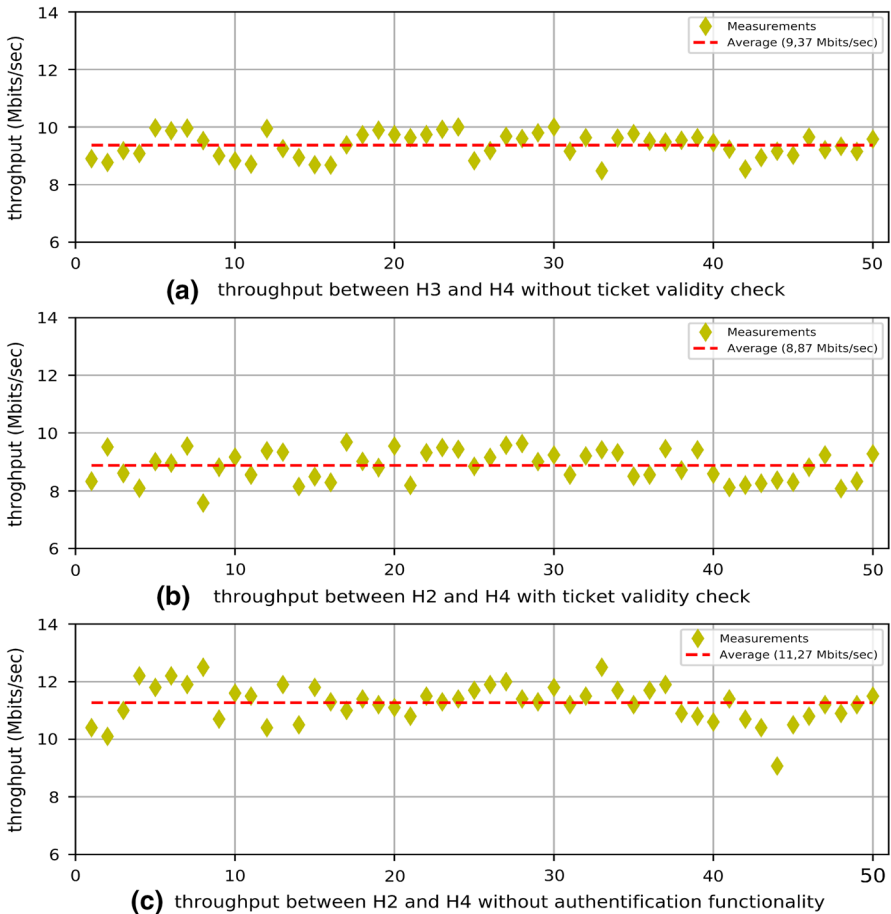 14
12
10
8
6
throghput (Mbits/sec)
Measurements
Average (9,37 Mbits/sec)
0 10 20 30 40 50
(a) throughput between H3 and H4 without ticket validity check
14
12
10
8
6
throghput (Mbits/sec)
Measurements
Average (8,87 Mbits/sec)
0 10 20 30 40 50
(b) throughput between H2 and H4 with ticket validity check
14
12
10
8
6
throghput (Mbits/sec)
Measurements
Average (11,27 Mbits/sec)
0 10 20 30 40 50
(c) throughput between H2 and H4 without authentification functionality